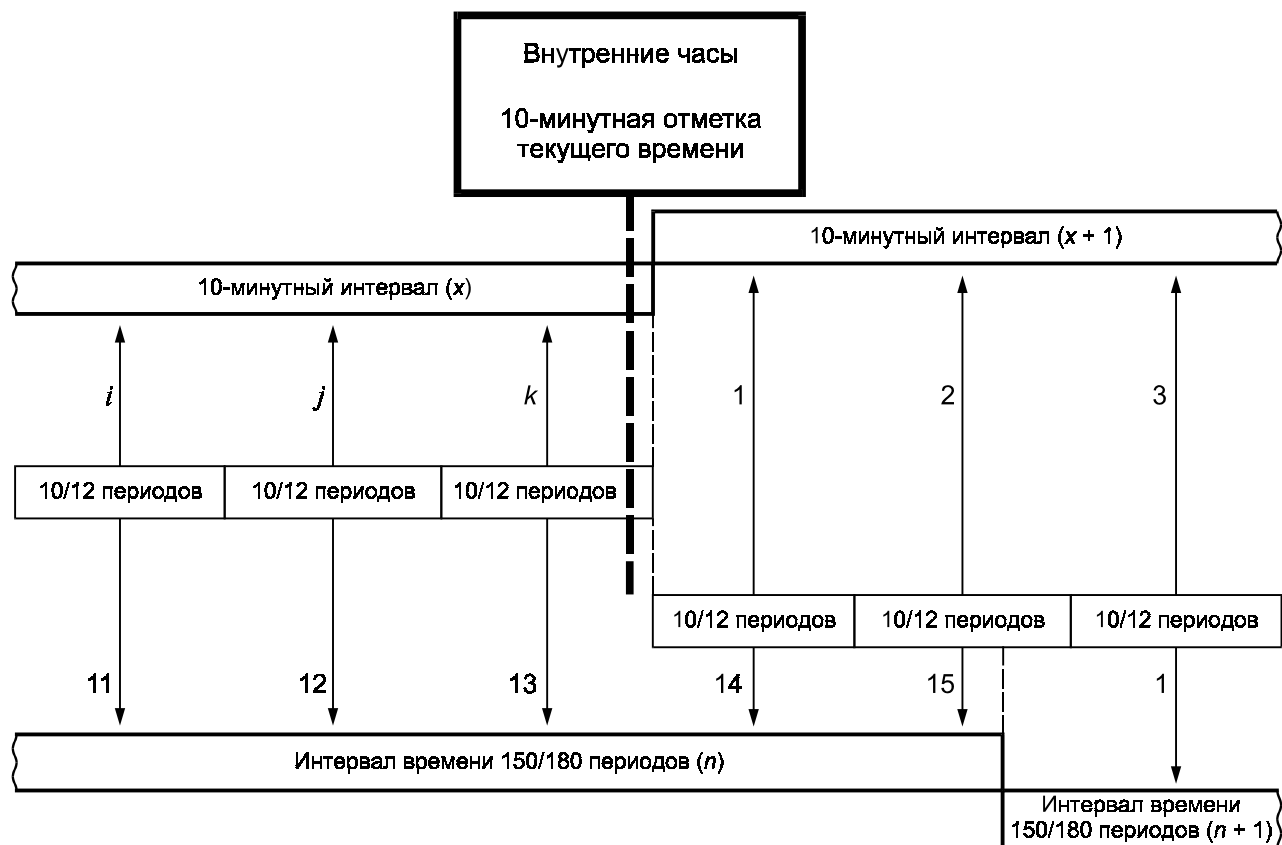 Внутренние часы
10-минутная отметка
текущего времени
10-минутный интервал (x + 1)
10-минутный интервал (x)
i
j
k
1
2
3
10/12 периодов
10/12 периодов
10/12 периодов
10/12 периодов
10/12 периодов
10/12 периодов
11
12
13
14
15
1
Интервал времени 150/180 периодов (n)
Интервал времени
150/180 периодов (n + 1)